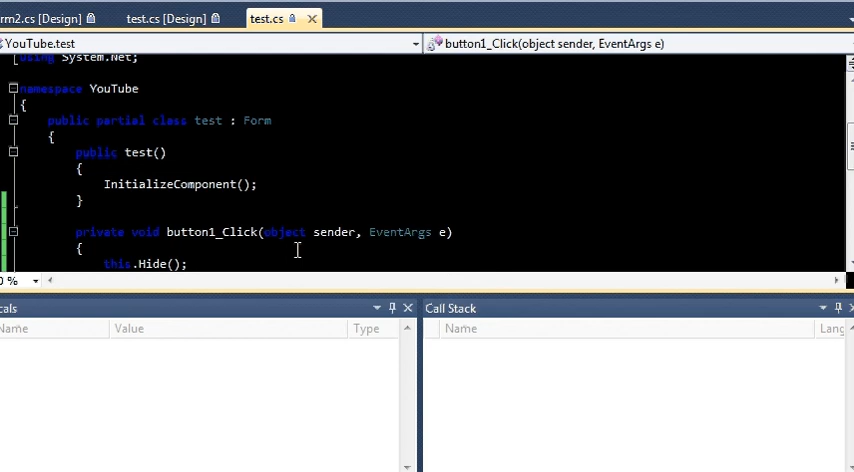 rm2.cs [Design] test.cs [Design] test.cs
YouTube.test button1_Click(object sender, EventArgs e)
using System.Net;
namespace YouTube
{
public partial class test : Form
{
public test()
{
InitializeComponent();
}
private void button1_Click(object sender, EventArgs e)
{
this.Hide();
0 %
cals Call Stack
Name Value Type Name Lang